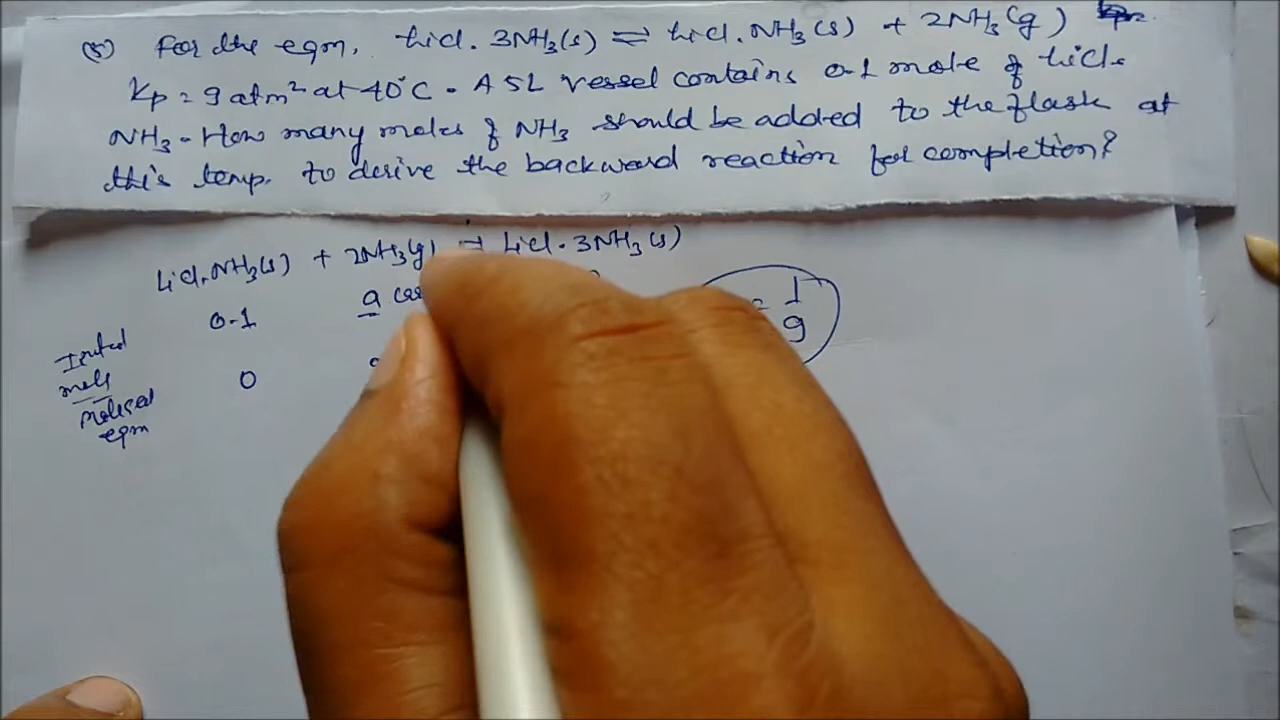 (5) For the eqm, LiCl. 3NH3(s) ⇌ LiCl. NH3(s) + 2NH3(g)
Kp = 9 atm² at 40°C. A 5L vessel contains 0.1 mole of LiCl.
NH3. How many moles of NH3 should be added to the flask at
this temp. to derive the backward reaction for completion?
LiCl.NH3(s) + 2NH3(g) ⇌ LiCl. 3NH3(s)
Initial 0.1 a
moles
Moles at 0
eqm
= 1/9